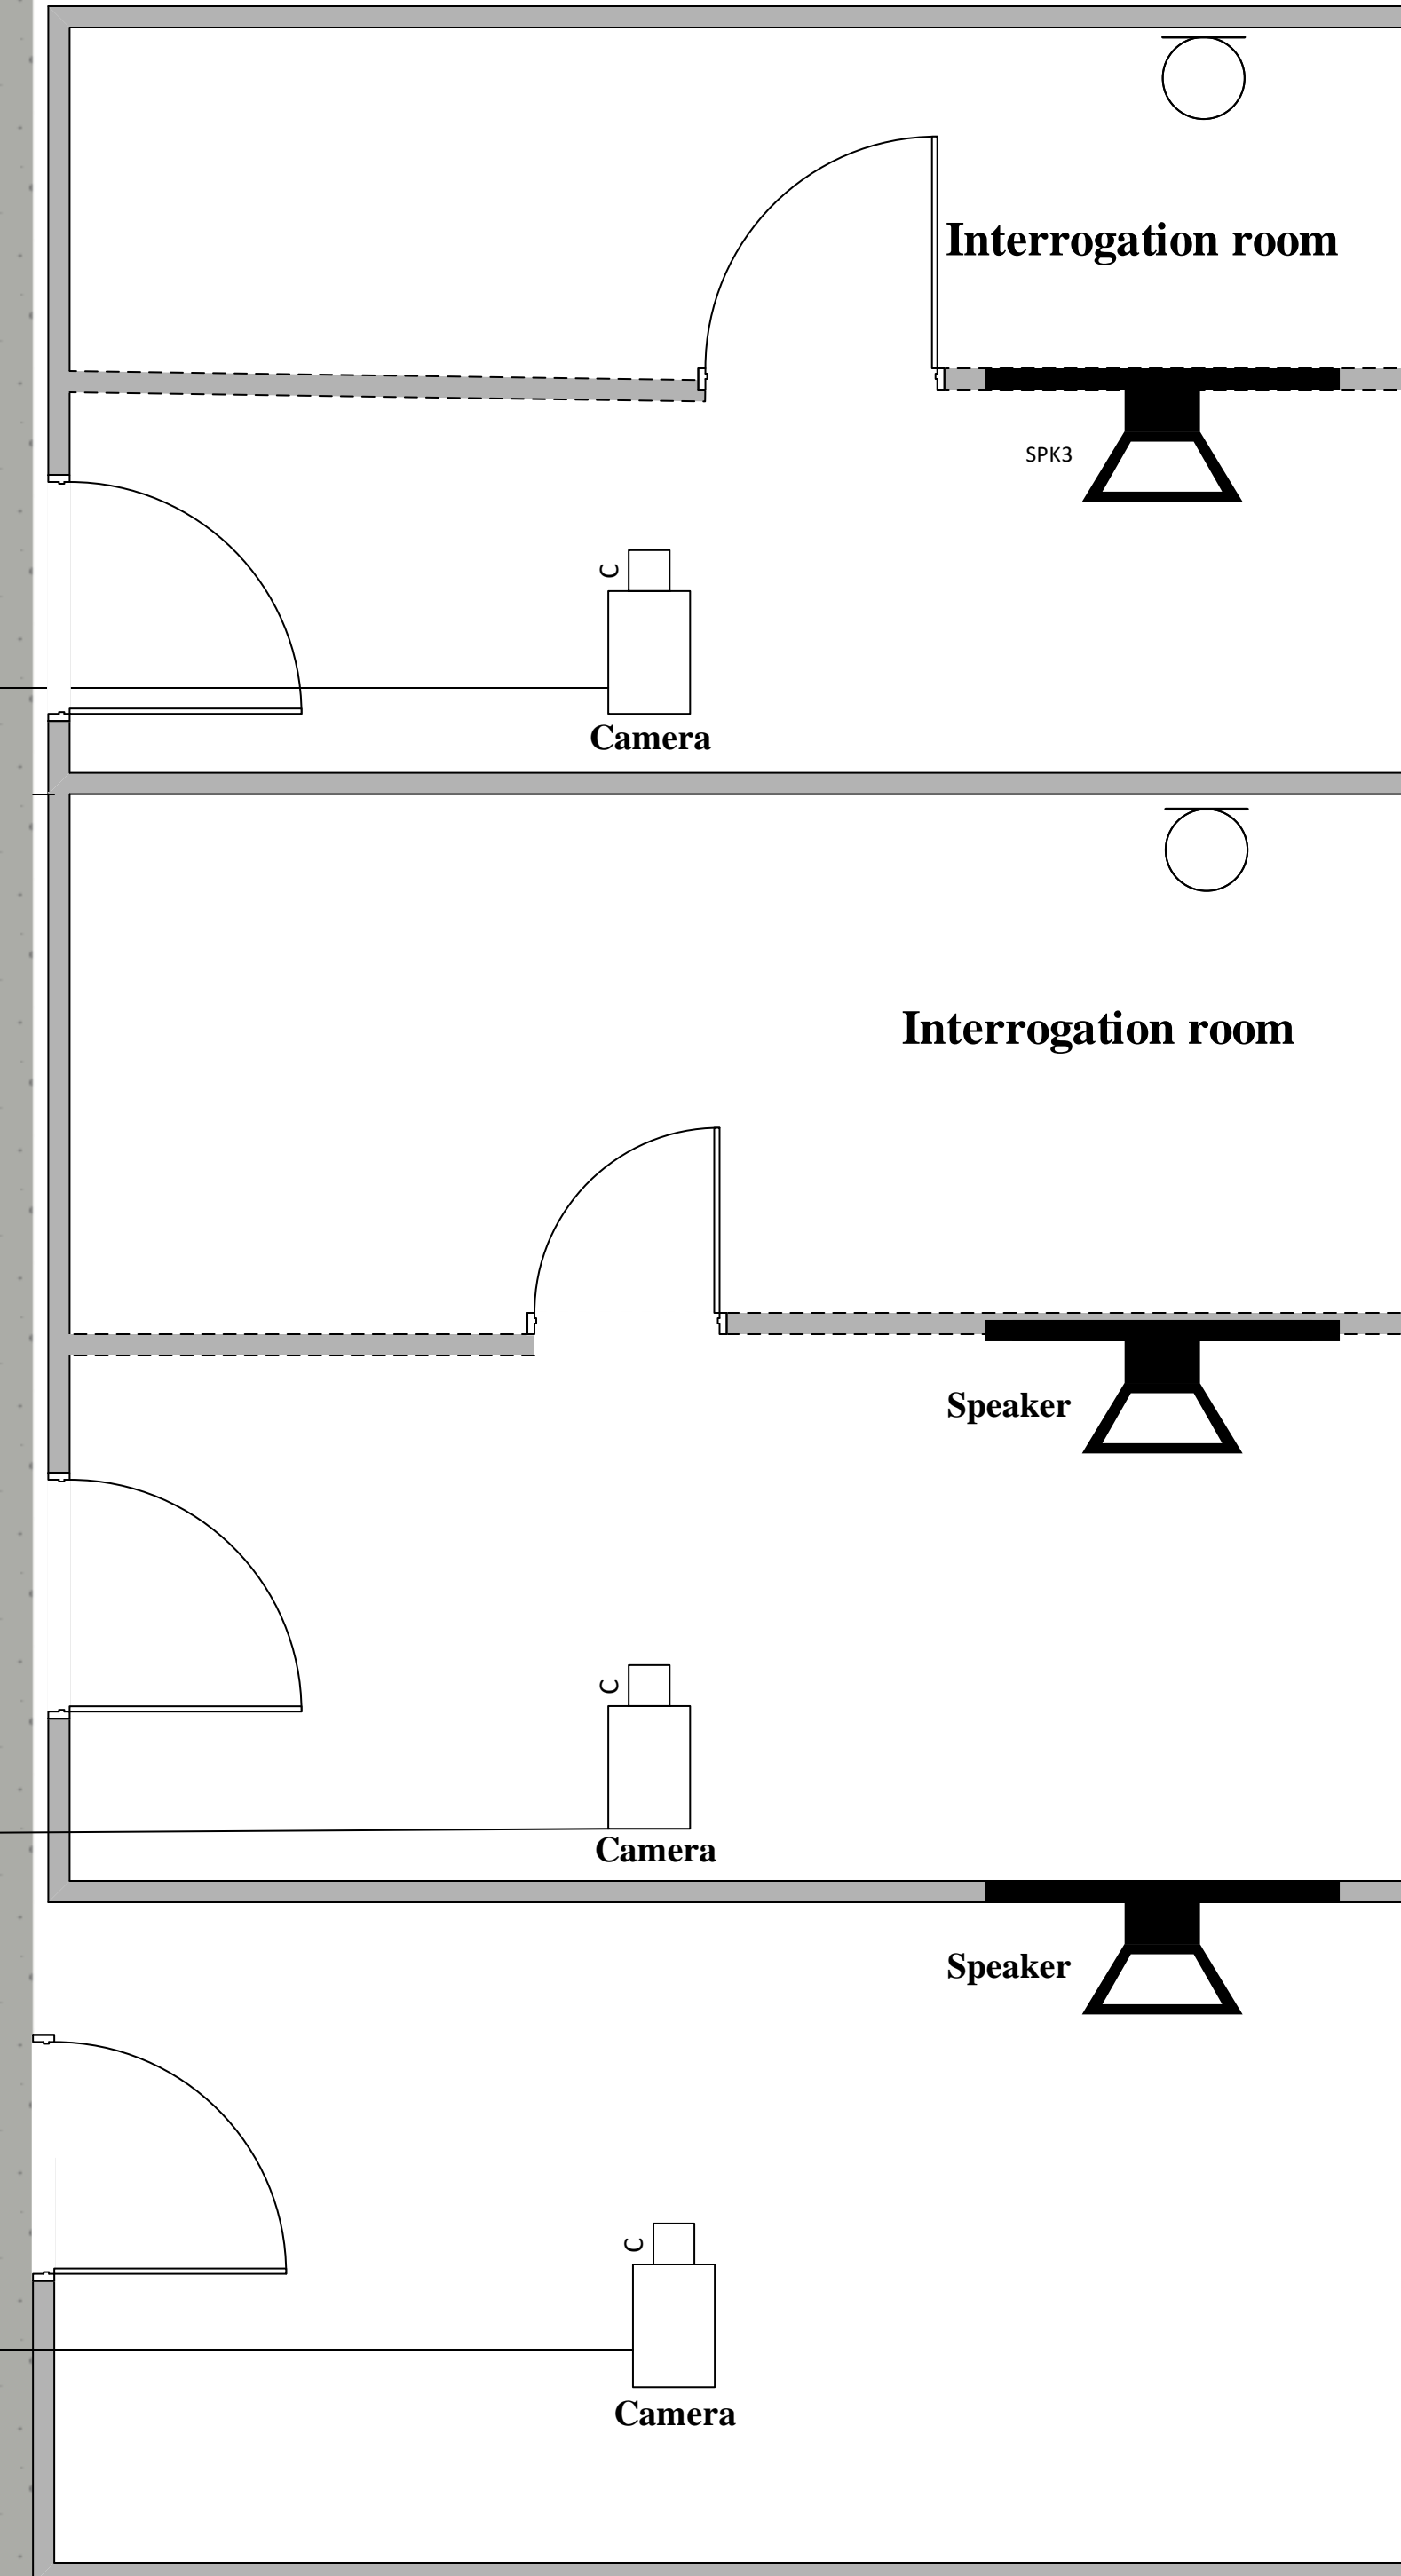 Interrogation room
SPK3
C
Camera
Interrogation room
Speaker
C
Camera
Speaker
C
Camera